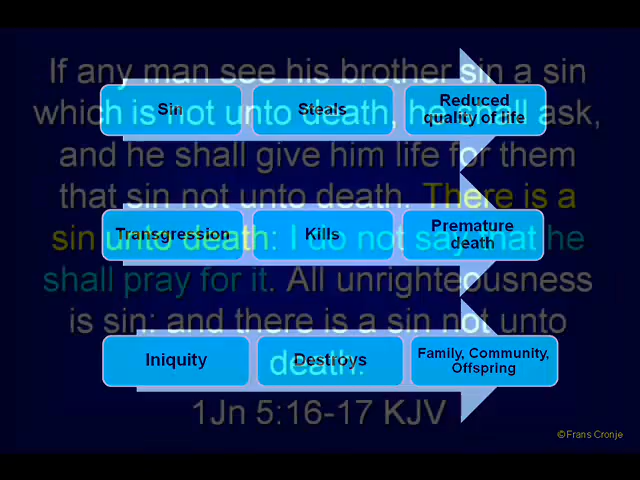 If any man see his brother sin a sin
which is not unto death, he shall ask,
and he shall give him life for them
that sin not unto death. There is a
sin unto death: I do not say that he
shall pray for it. All unrighteousness
is sin: and there is a sin not unto
death.
1Jn 5:16-17 KJV
Sin Steals Reduced
quality of life
Transgression Kills Premature
death
Iniquity Destroys Family, Community,
Offspring
©Frans Cronje